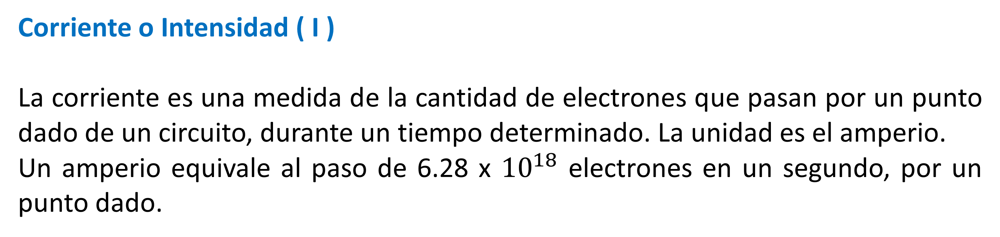 Corriente o Intensidad ( I )
La corriente es una medida de la cantidad de electrones que pasan por un punto
dado de un circuito, durante un tiempo determinado. La unidad es el amperio.
Un amperio equivale al paso de 6.28 x 10¹⁸ electrones en un segundo, por un
punto dado.